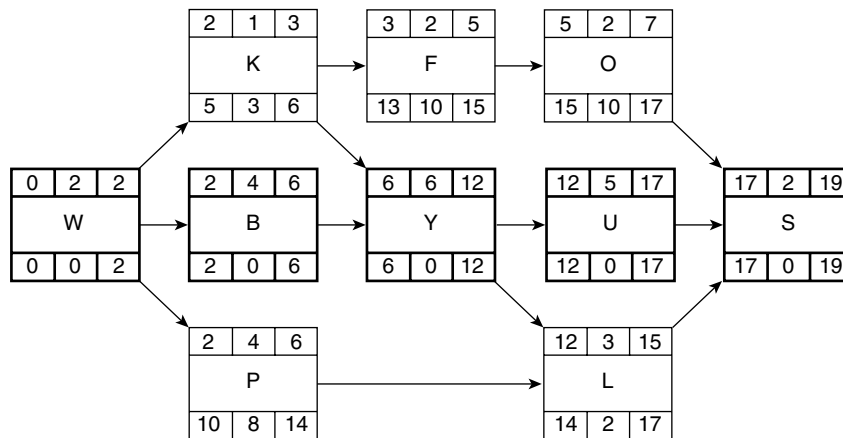 2 1 3
K
5 3 6
3 2 5
F
13 10 15
5 2 7
O
15 10 17
0 2 2
W
0 0 2
2 4 6
B
2 0 6
6 6 12
Y
6 0 12
12 5 17
U
12 0 17
17 2 19
S
17 0 19
2 4 6
P
10 8 14
12 3 15
L
14 2 17